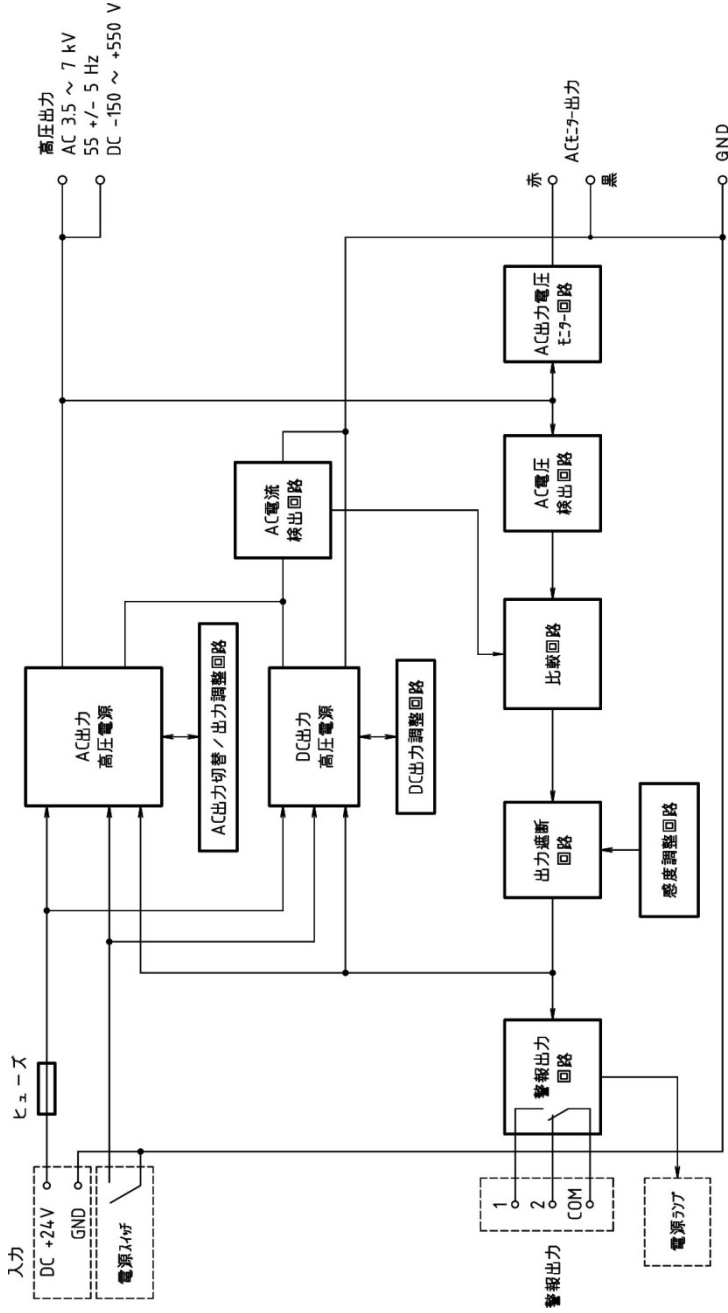 入力
DC +24V
GND
電源スイッチ
ヒューズ
AC出力
高圧電源
AC出力切替 / 出力調整回路
DC出力
高圧電源
DC出力調整回路
AC電流
検出回路
高圧出力
AC 3.5 ~ 7 kV
55 +/- 5 Hz
DC -150 ~ +550 V
警報出力
1
2
COM
警報出力
回路
電源ランプ
出力遮断
回路
感度調整回路
比較回路
AC電圧
検出回路
AC出力電圧
モニター回路
赤
ACモニター出力
黒
GND